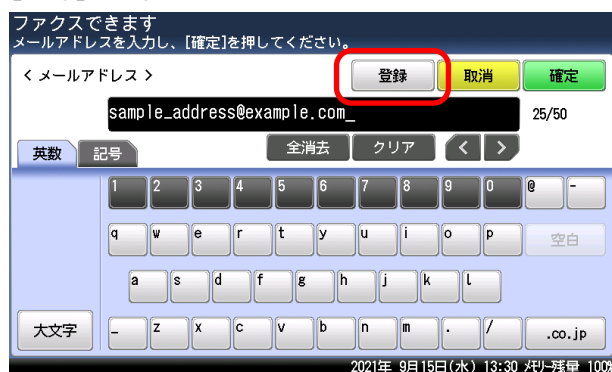 ファクスできます
メールアドレスを入力し、[確定]を押してください。
< メールアドレス > 登録 取消 確定
sample_address@example.com_ 25/50
英数 記号 全消去 クリア < >
1 2 3 4 5 6 7 8 9 0 @ -
q w e r t y u i o p 空白
a s d f g h j k l
大文字 _ z x c v b n m . / .co.jp
2021年 9月15日(水) 13:30 メモリー残量 100%